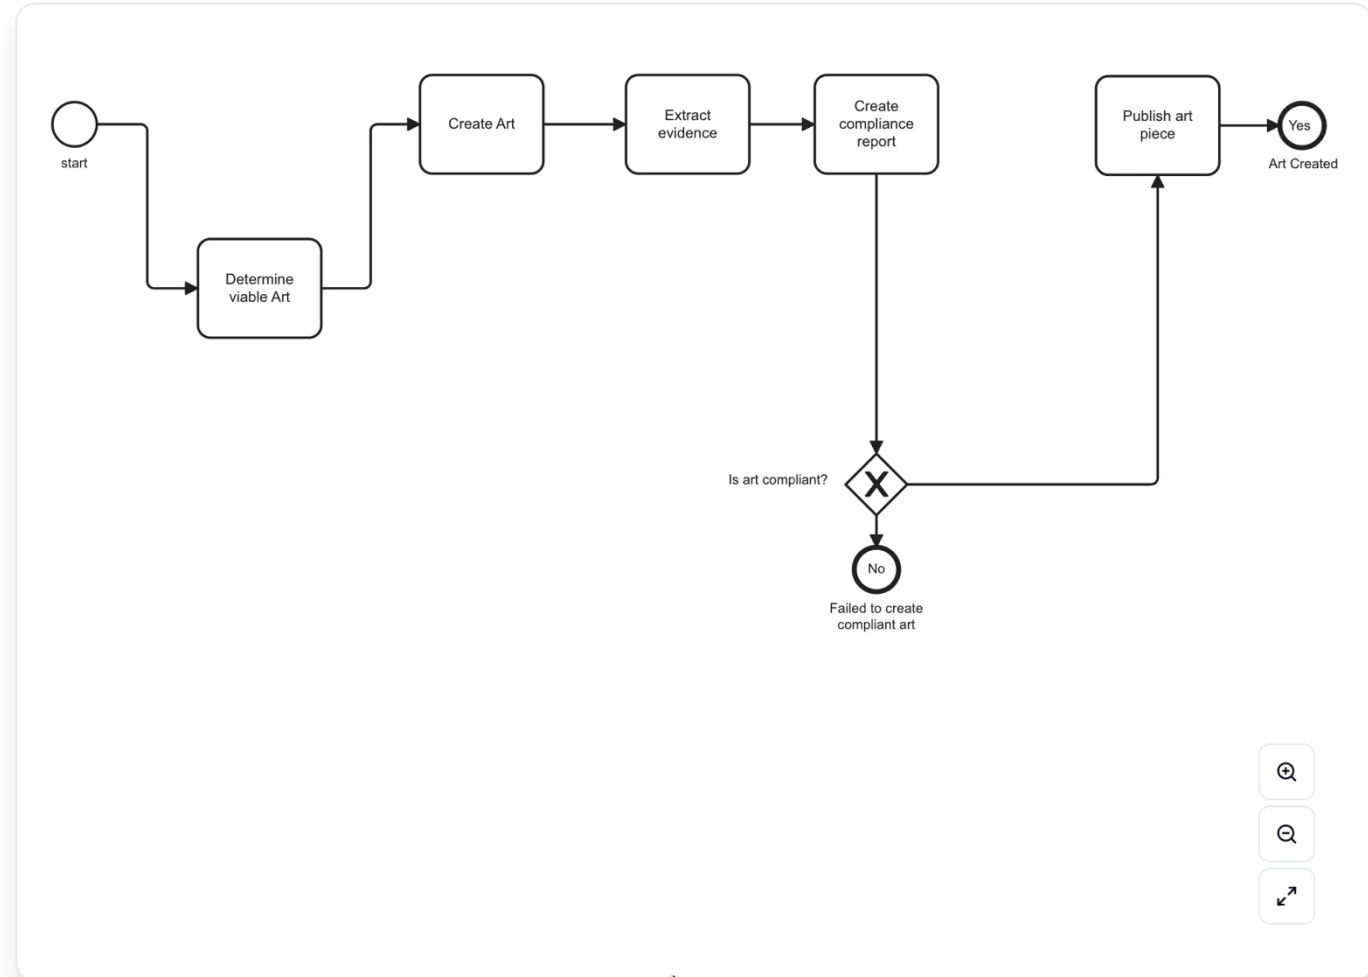 start
Determine
viable Art
Create Art
Extract
evidence
Create
compliance
report
Is art compliant?
No
Failed to create
compliant art
Publish art
piece
Yes
Art Created